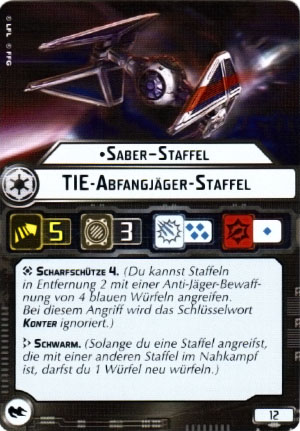 © LFL © FFG
•Saber-Staffel
TIE-Abfangjäger-Staffel
5 3
Scharfschütze 4. (Du kannst Staffeln
in Entfernung 2 mit einer Anti-Jäger-Bewaff-
nung von 4 blauen Würfeln angreifen.
Bei diesem Angriff wird das Schlüsselwort
Konter ignoriert.)
Schwarm. (Solange du eine Staffel angreifst,
die mit einer anderen Staffel im Nahkampf
ist, darfst du 1 Würfel neu würfeln.)
12